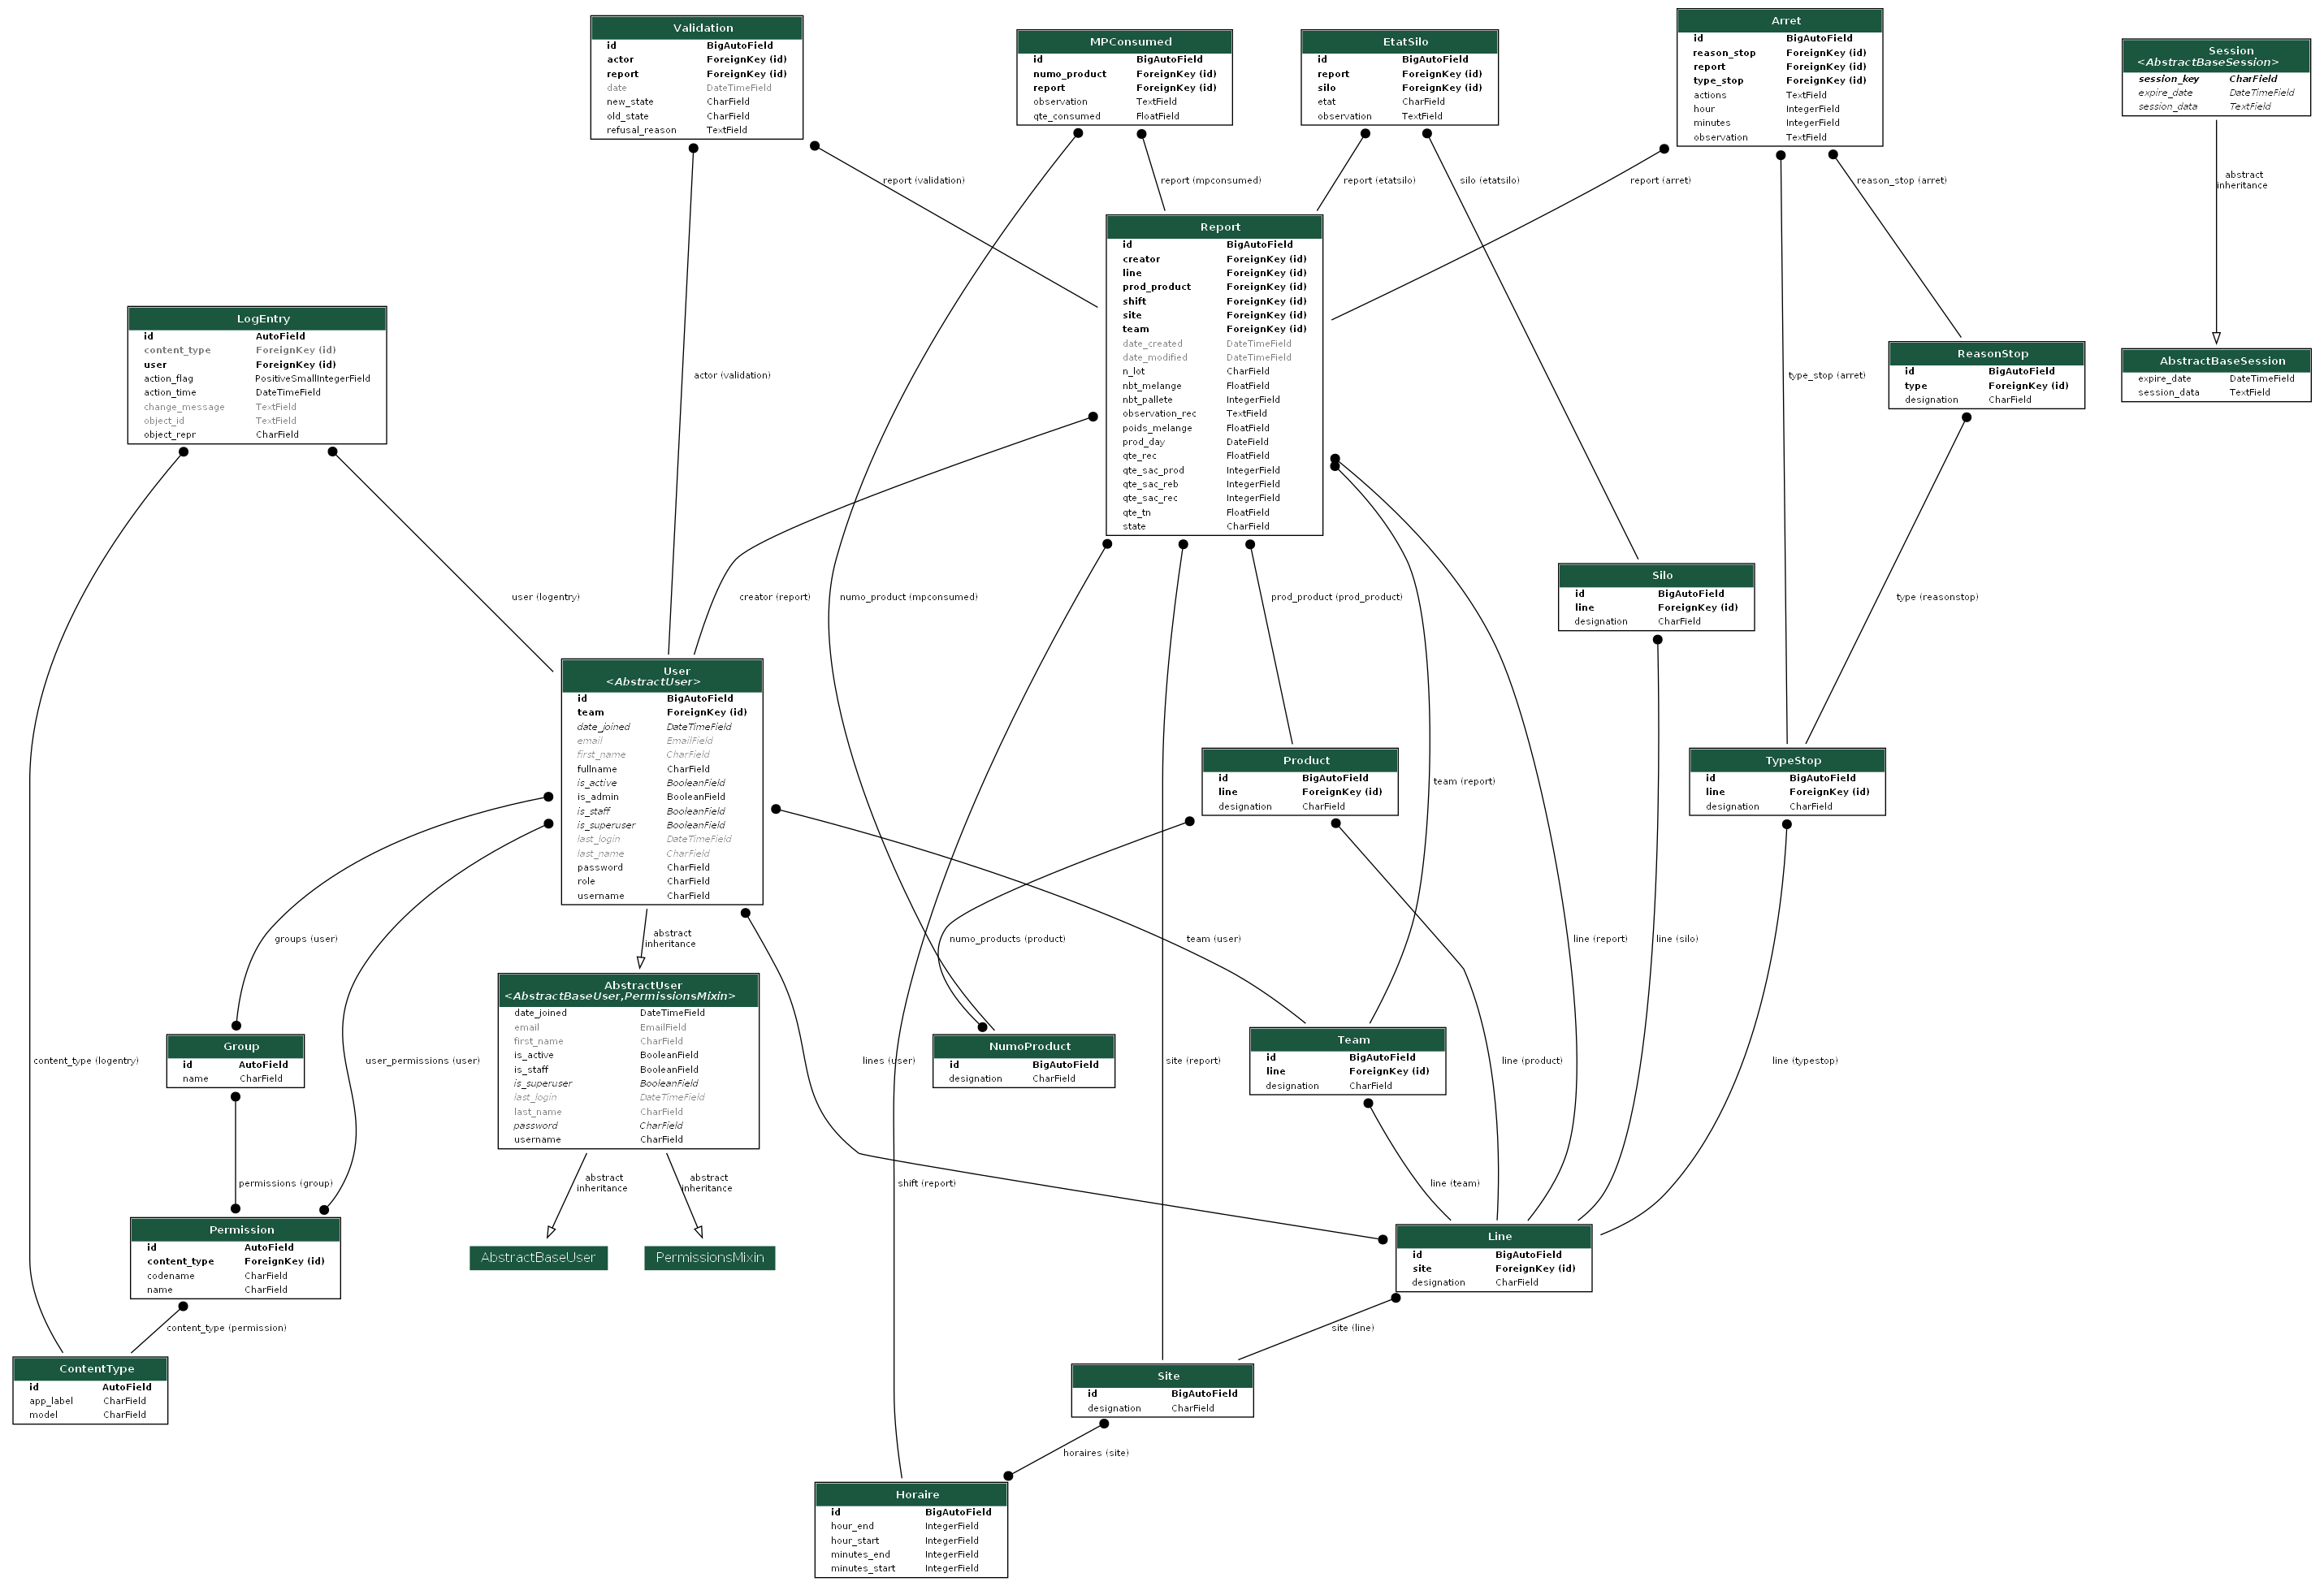 Validation
id BigAutoField
actor ForeignKey (id)
report ForeignKey (id)
date DateTimeField
new_state CharField
old_state CharField
refusal_reason TextField
MPConsumed
id BigAutoField
numo_product ForeignKey (id)
report ForeignKey (id)
observation TextField
qte_consumed FloatField
EtatSilo
id BigAutoField
report ForeignKey (id)
silo ForeignKey (id)
etat CharField
observation TextField
Arret
id BigAutoField
reason_stop ForeignKey (id)
report ForeignKey (id)
type_stop ForeignKey (id)
actions TextField
hour IntegerField
minutes IntegerField
observation TextField
Session
<AbstractBaseSession>
session_key CharField
expire_date DateTimeField
session_data TextField
report (validation)
report (mpconsumed)
report (etatsilo)
silo (etatsilo)
report (arret)
reason_stop (arret)
abstract
inheritance
Report
id BigAutoField
creator ForeignKey (id)
line ForeignKey (id)
prod_product ForeignKey (id)
shift ForeignKey (id)
site ForeignKey (id)
team ForeignKey (id)
date_created DateTimeField
date_modified DateTimeField
n_lot CharField
nbt_melange FloatField
nbt_pallete IntegerField
observation_rec TextField
poids_melange FloatField
prod_day DateField
qte_rec FloatField
qte_sac_prod IntegerField
qte_sac_reb IntegerField
qte_sac_rec IntegerField
qte_tn FloatField
state CharField
LogEntry
id AutoField
content_type ForeignKey (id)
user ForeignKey (id)
action_flag PositiveSmallIntegerField
action_time DateTimeField
change_message TextField
object_id TextField
object_repr CharField
actor (validation)
type_stop (arret)
ReasonStop
id BigAutoField
type ForeignKey (id)
designation CharField
AbstractBaseSession
expire_date DateTimeField
session_data TextField
user (logentry)
creator (report)
numo_product (mpconsumed)
prod_product (prod_product)
Silo
id BigAutoField
line ForeignKey (id)
designation CharField
type (reasonstop)
User
<AbstractUser>
id BigAutoField
team ForeignKey (id)
date_joined DateTimeField
email EmailField
first_name CharField
fullname CharField
is_active BooleanField
is_admin BooleanField
is_staff BooleanField
is_superuser BooleanField
last_login DateTimeField
last_name CharField
password CharField
role CharField
username CharField
Product
id BigAutoField
line ForeignKey (id)
designation CharField
team (report)
TypeStop
id BigAutoField
line ForeignKey (id)
designation CharField
groups (user)
abstract
inheritance
numo_products (product)
team (user)
line (report)
line (silo)
AbstractUser
<AbstractBaseUser,PermissionsMixin>
date_joined DateTimeField
email EmailField
first_name CharField
is_active BooleanField
is_staff BooleanField
is_superuser BooleanField
last_login DateTimeField
last_name CharField
password CharField
username CharField
content_type (logentry)
Group
id AutoField
name CharField
user_permissions (user)
lines (user)
NumoProduct
id BigAutoField
designation CharField
site (report)
Team
id BigAutoField
line ForeignKey (id)
designation CharField
line (product)
line (typestop)
permissions (group)
abstract
inheritance
abstract
inheritance
shift (report)
line (team)
Permission
id AutoField
content_type ForeignKey (id)
codename CharField
name CharField
AbstractBaseUser
PermissionsMixin
Line
id BigAutoField
site ForeignKey (id)
designation CharField
content_type (permission)
site (line)
ContentType
id AutoField
app_label CharField
model CharField
Site
id BigAutoField
designation CharField
horaires (site)
Horaire
id BigAutoField
hour_end IntegerField
hour_start IntegerField
minutes_end IntegerField
minutes_start IntegerField